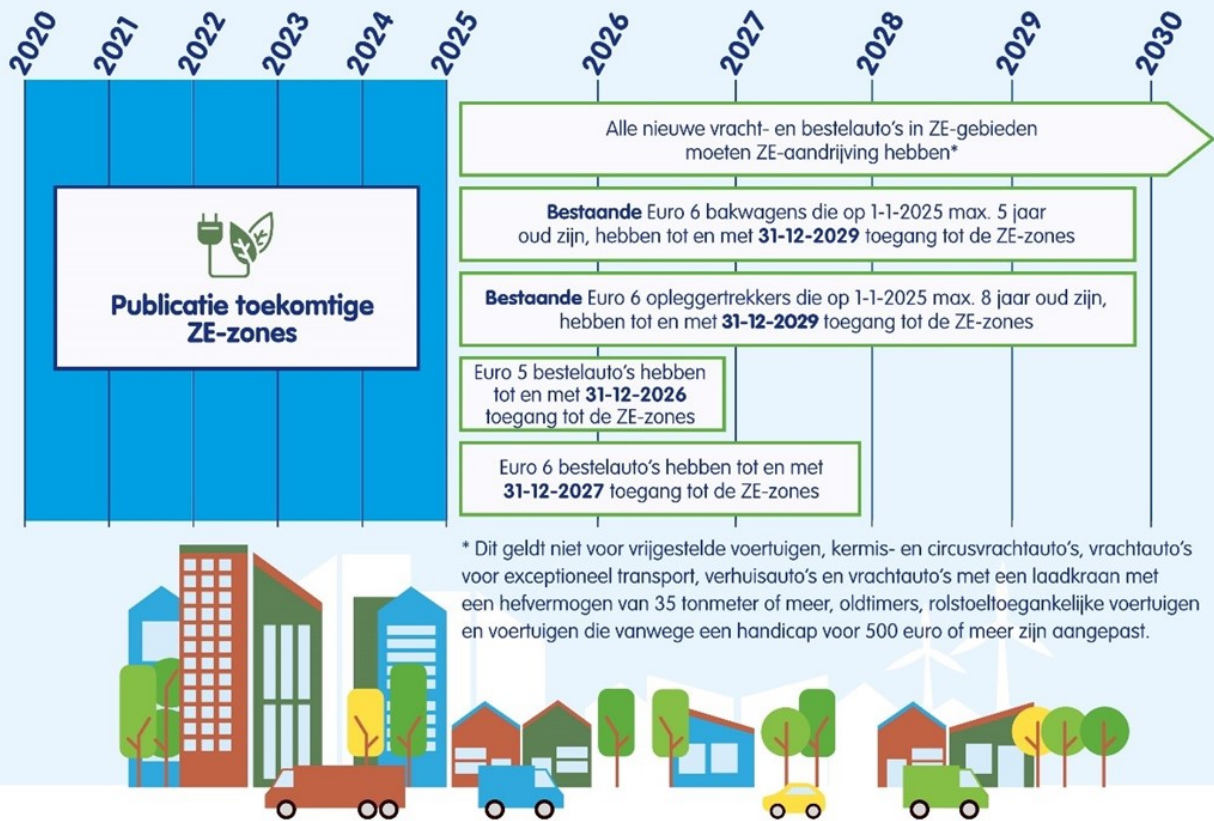 2020
2021
2022
2023
2024
2025
2026
2027
2028
2029
2030
Publicatie toekomtige
ZE-zones
Alle nieuwe vracht- en bestelauto's in ZE-gebieden
moeten ZE-aandrijving hebben*
Bestaande Euro 6 bakwagens die op 1-1-2025 max. 5 jaar
oud zijn, hebben tot en met 31-12-2029 toegang tot de ZE-zones
Bestaande Euro 6 opleggertrekkers die op 1-1-2025 max. 8 jaar oud zijn,
hebben tot en met 31-12-2029 toegang tot de ZE-zones
Euro 5 bestelauto's hebben
tot en met 31-12-2026
toegang tot de ZE-zones
Euro 6 bestelauto's hebben tot en met
31-12-2027 toegang tot de ZE-zones
* Dit geldt niet voor vrijgestelde voertuigen, kermis- en circusvrachtauto's, vrachtauto's
voor exceptioneel transport, verhuisauto's en vrachtauto's met een laadkraan met
een hefvermogen van 35 tonmeter of meer, oldtimers, rolstoeltoegankelijke voertuigen
en voertuigen die vanwege een handicap voor 500 euro of meer zijn aangepast.